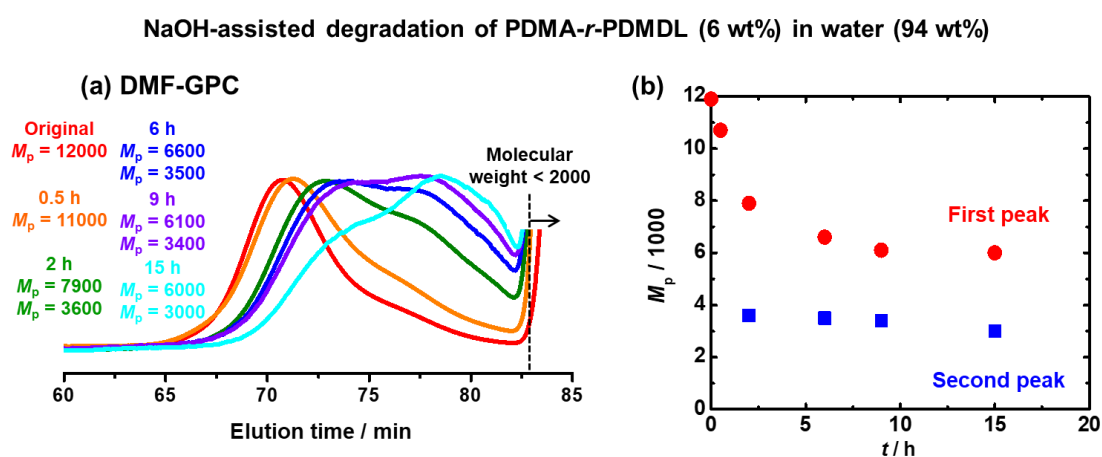 NaOH-assisted degradation of PDMA-r-PDMDL (6 wt%) in water (94 wt%)
(a) DMF-GPC
Original
Mp = 12000
0.5 h
Mp = 11000
2 h
Mp = 7900
Mp = 3600
6 h
Mp = 6600
Mp = 3500
9 h
Mp = 6100
Mp = 3400
15 h
Mp = 6000
Mp = 3000
Molecular
weight < 2000
60 65 70 75 80 85
Elution time / min
(b)
Mp / 1000
12
10
8
6
4
2
0
First peak
Second peak
0 5 10 15 20
t / h